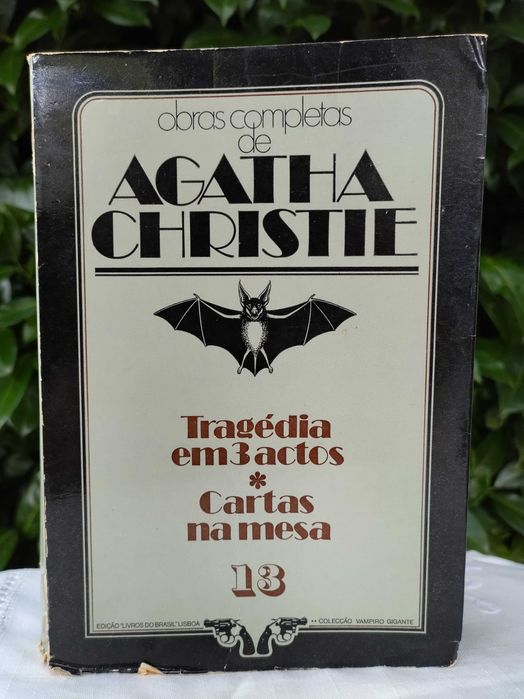 obras completas
de
AGATHA
CHRISTIE
Tragédia
em 3 actos
*
Cartas
na mesa
13
EDIÇÃO "LIVROS DO BRASIL" LISBOA
** COLECÇÃO VAMPIRO GIGANTE